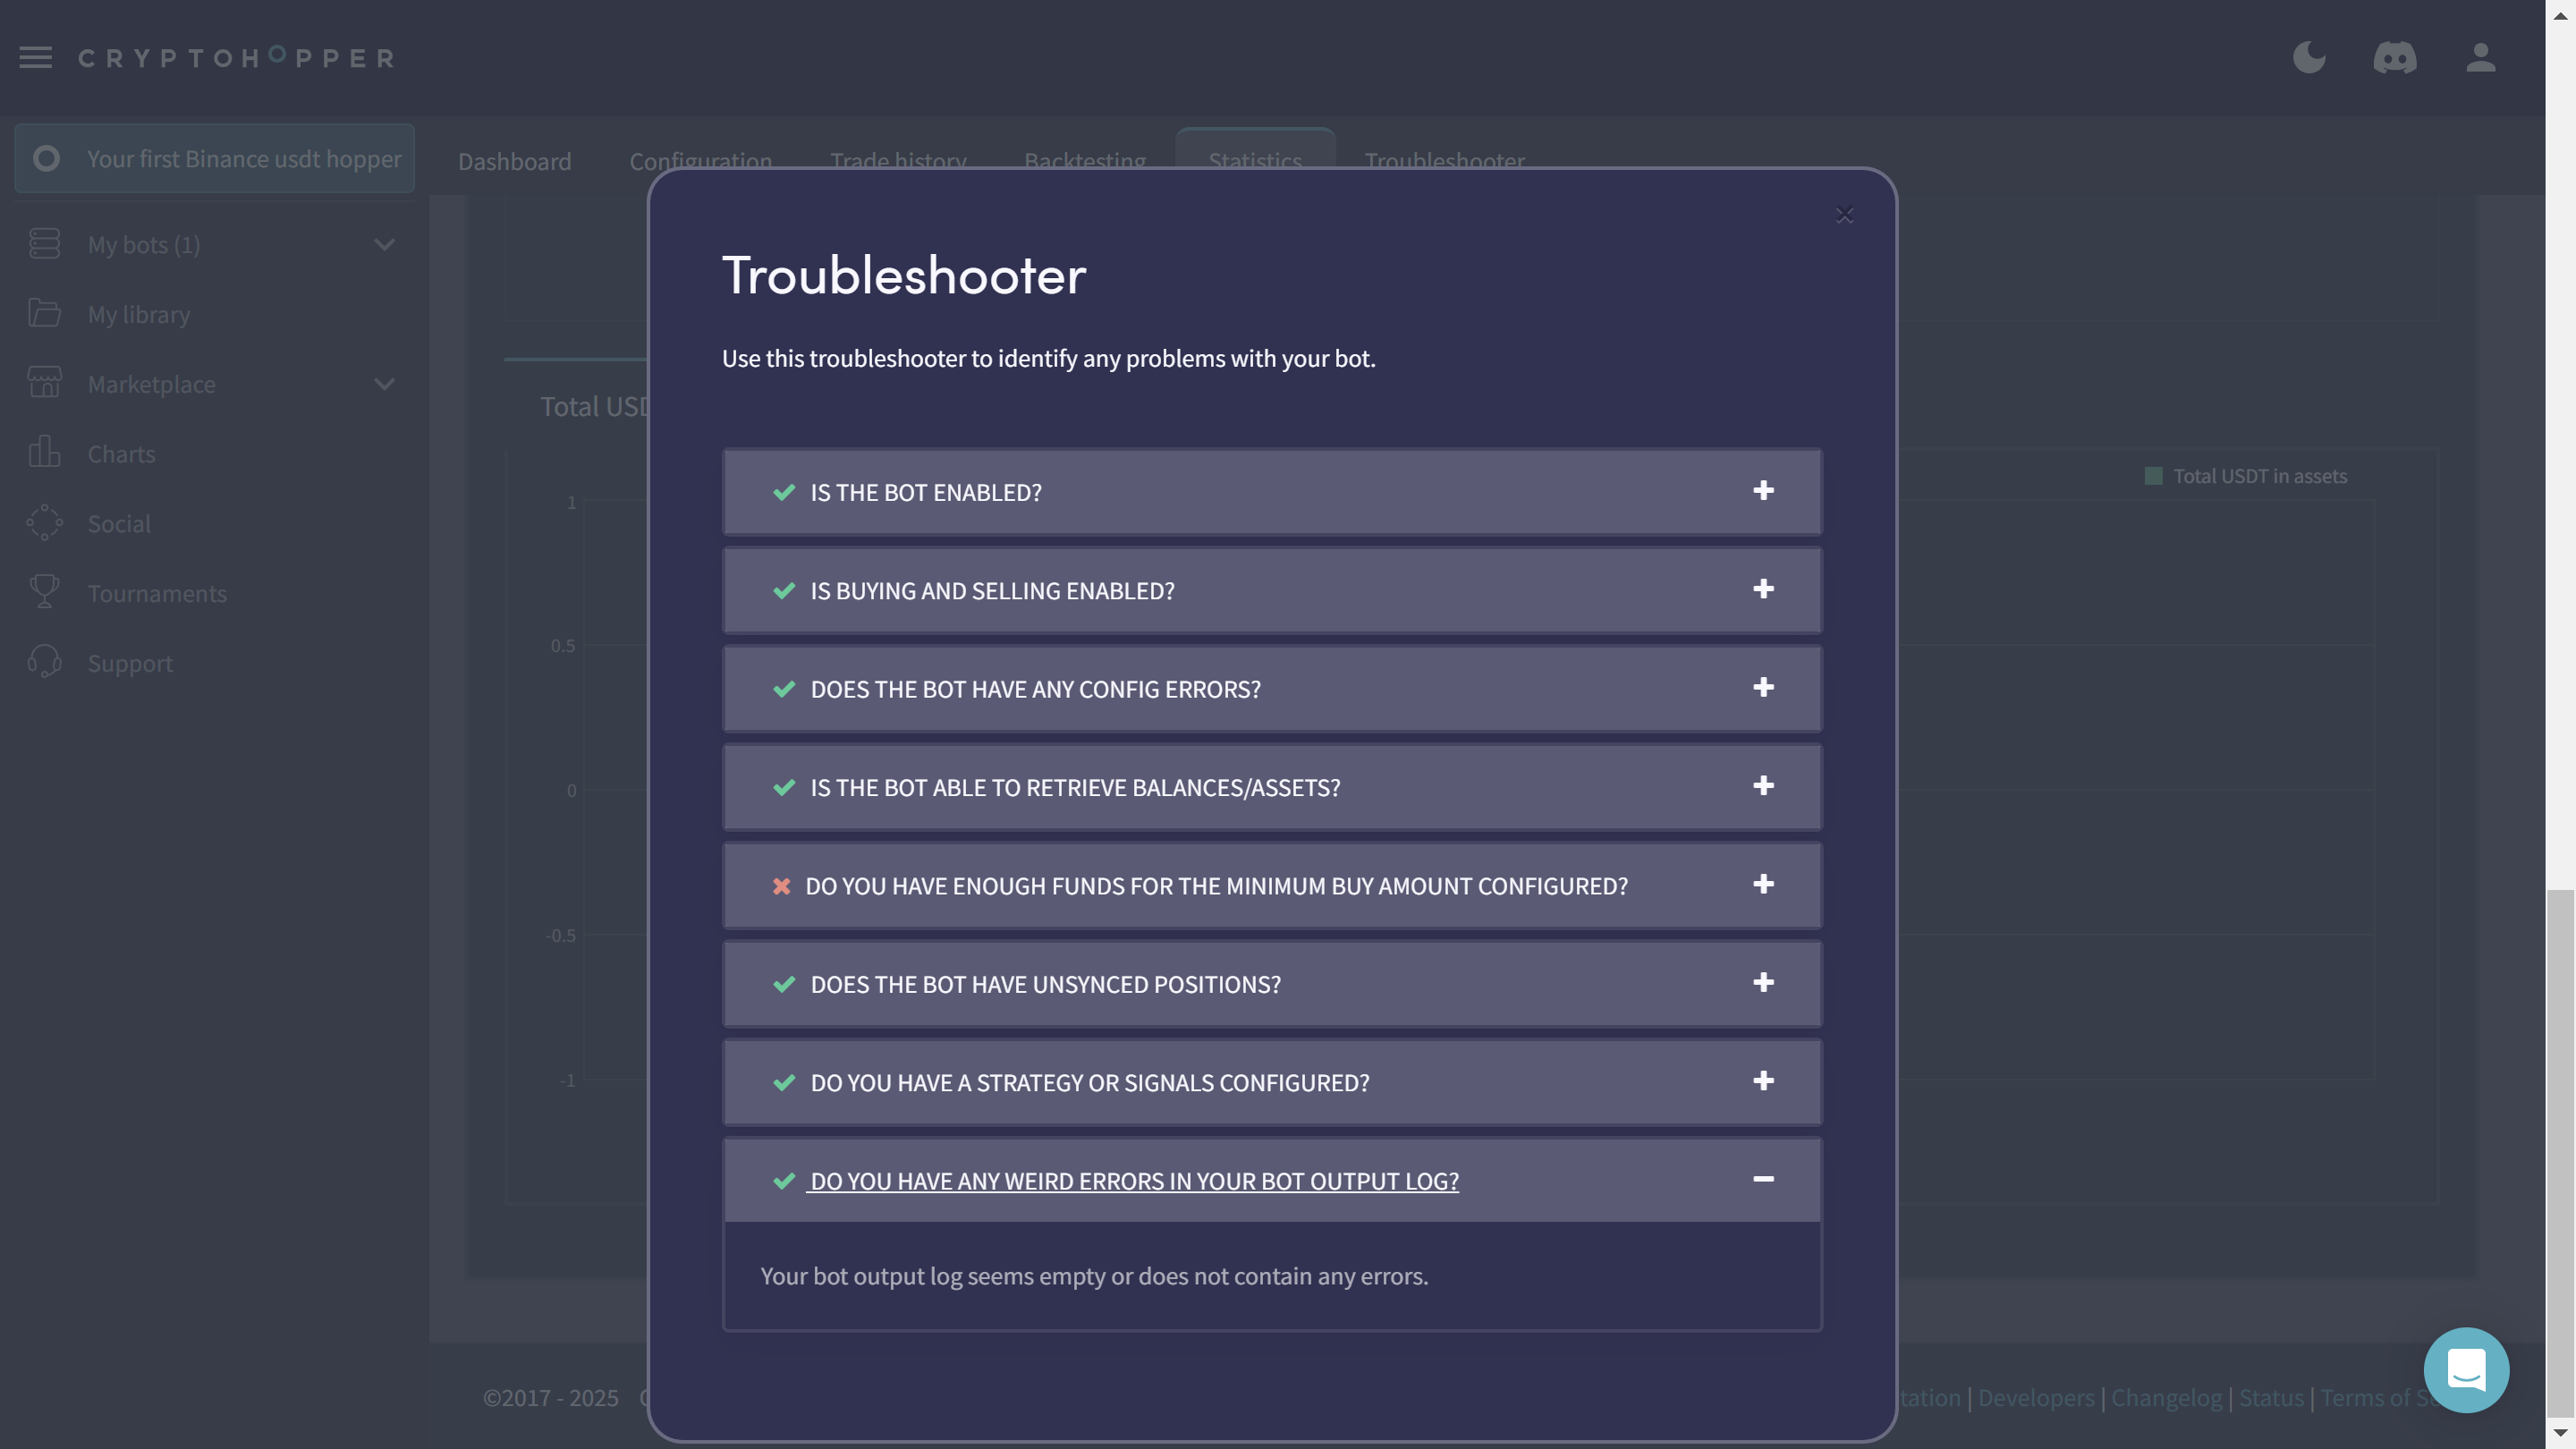 CRYPTOHOPPER
Your first Binance usdt hopper
Dashboard
Configuration
Trade history
Backtesting
Statistics
Troubleshooter
My bots (1)
My library
Marketplace
Charts
Social
Tournaments
Support
Total USD
1
0.5
0
-0.5
-1
Total USDT in assets
×
Troubleshooter
Use this troubleshooter to identify any problems with your bot.
IS THE BOT ENABLED?
IS BUYING AND SELLING ENABLED?
DOES THE BOT HAVE ANY CONFIG ERRORS?
IS THE BOT ABLE TO RETRIEVE BALANCES/ASSETS?
DO YOU HAVE ENOUGH FUNDS FOR THE MINIMUM BUY AMOUNT CONFIGURED?
DOES THE BOT HAVE UNSYNCED POSITIONS?
DO YOU HAVE A STRATEGY OR SIGNALS CONFIGURED?
DO YOU HAVE ANY WEIRD ERRORS IN YOUR BOT OUTPUT LOG?
Your bot output log seems empty or does not contain any errors.
©2017 - 2025
tation | Developers | Changelog | Status | Terms of